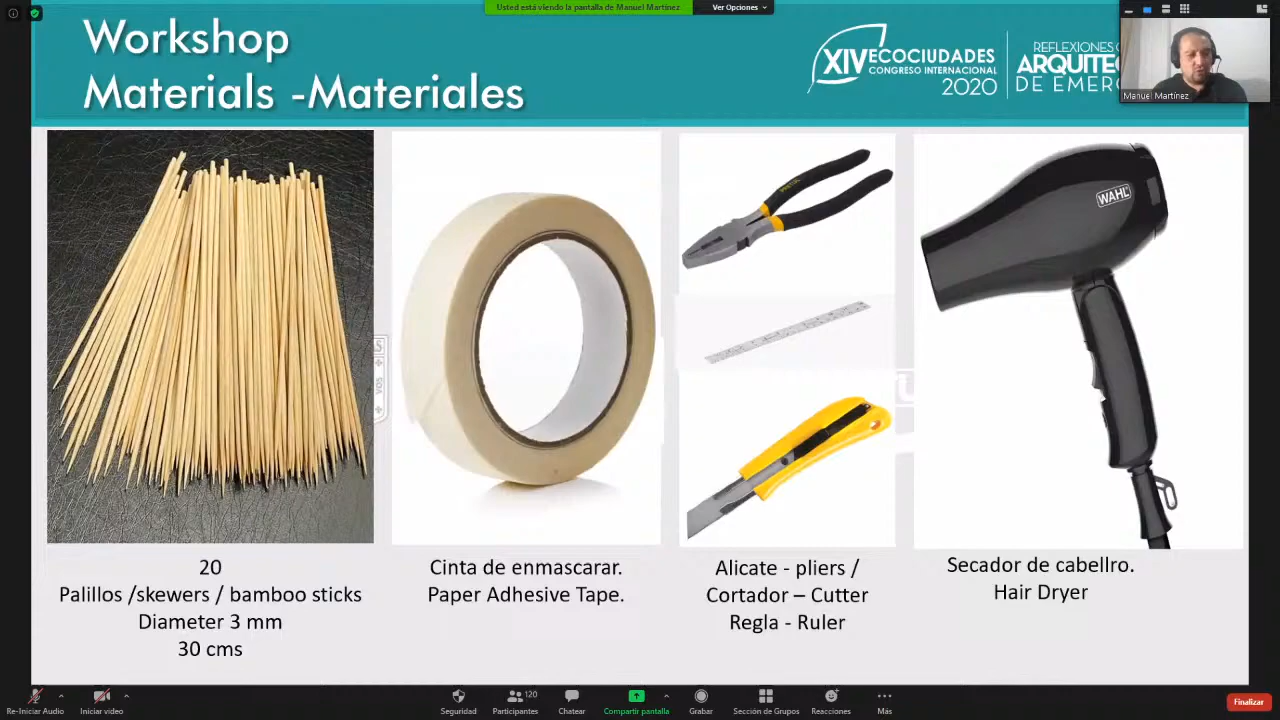 Usted está viendo la pantalla de Manuel Martínez
Ver Opciones
Workshop
Materials -Materiales
XIV ECOCIUDADES
CONGRESO INTERNACIONAL
2020
REFLEXIONES
ARQUITEC
DE EMER
Manuel Martínez
WAHL
20
Palillos /skewers / bamboo sticks
Diameter 3 mm
30 cms
Cinta de enmascarar.
Paper Adhesive Tape.
Alicate - pliers /
Cortador – Cutter
Regla - Ruler
Secador de cabellro.
Hair Dryer
120
Re-Iniciar Audio
Iniciar video
Seguridad
Participantes
Chatear
Compartir pantalla
Grabar
Sección de Grupos
Reacciones
Más
Finalizar